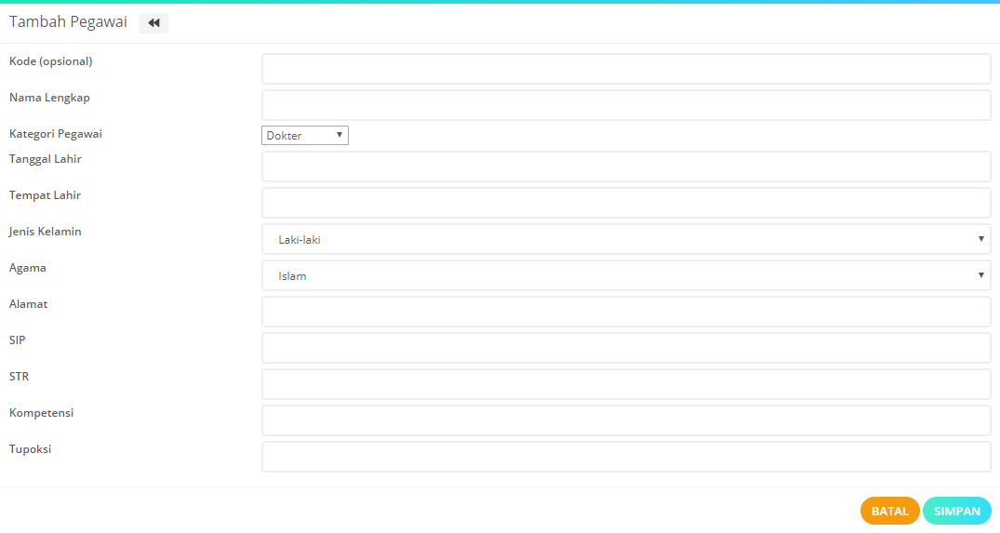 Tambah Pegawai
Kode (opsional)
Nama Lengkap
Kategori Pegawai Dokter
Tanggal Lahir
Tempat Lahir
Jenis Kelamin Laki-laki
Agama Islam
Alamat
SIP
STR
Kompetensi
Tupoksi
BATAL SIMPAN